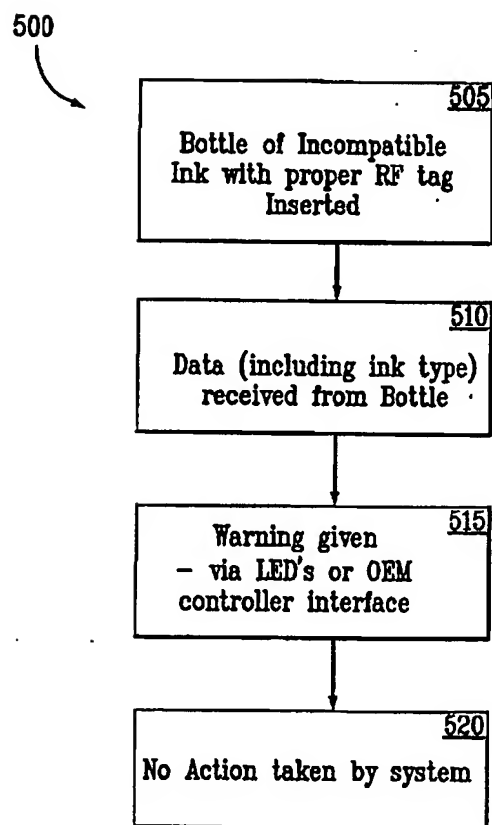 500
505
Bottle of Incompatible
Ink with proper RF tag
Inserted
510
Data (including ink type)
received from Bottle
515
Warning given
– via LED's or OEM
controller interface
520
No Action taken by system